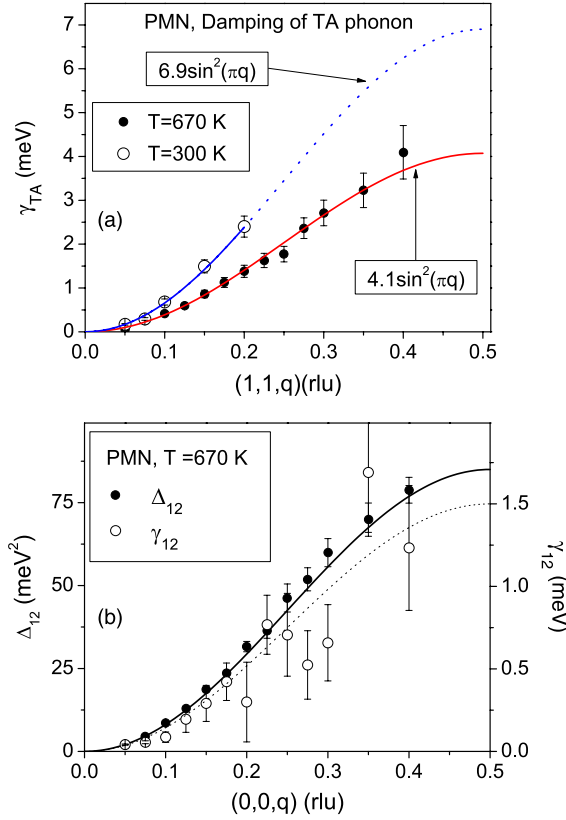 PMN, Damping of TA phonon
7
6
5
4
3
2
1
0
γTA (meV)
6.9sin²(πq)
T=670 K
T=300 K
(a)
4.1sin²(πq)
0.0 0.1 0.2 0.3 0.4 0.5
(1,1,q)(rlu)
75
50
25
0
Δ12 (meV²)
PMN, T =670 K
Δ12
γ12
(b)
1.5
1.0
0.5
0.0
γ12 (meV)
0.0 0.1 0.2 0.3 0.4 0.5
(0,0,q) (rlu)